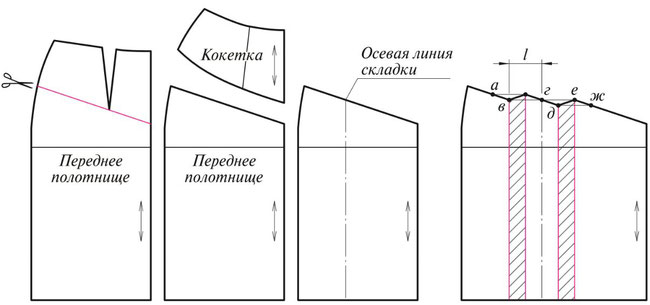 Переднее
полотнище
Кокетка
Переднее
полотнище
Осевая линия
складки
l
а
в
г
д
е
ж